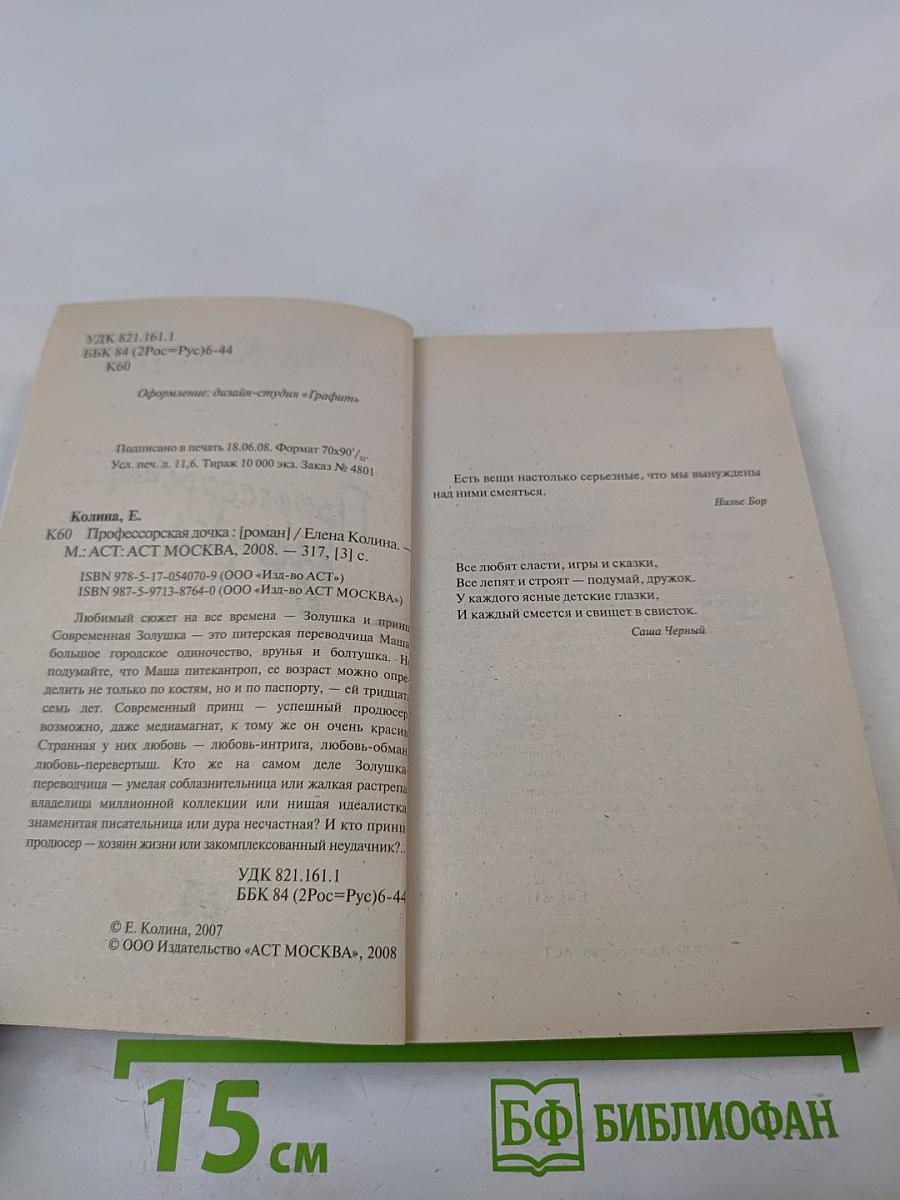 УДК 821.161.1
ББК 84 (2Рос=Рус)6-44
К60
Оформление: дизайн-студия «Графит»
Подписано в печать 18.06.08. Формат 70х90 1/32.
Усл. печ. л. 11,6. Тираж 10 000 экз. Заказ № 4801
Колина, Е.
К60 Профессорская дочка : [роман] / Елена Колина. —
М.: АСТ: АСТ МОСКВА, 2008. — 317, [3] с.
ISBN 978-5-17-054070-9 (ООО «Изд-во АСТ»)
ISBN 987-5-9713-8764-0 (ООО «Изд-во АСТ МОСКВА»)
Любимый сюжет на все времена — Золушка и принц
Современная Золушка — это питерская переводчица Маша
большое городское одиночество, врунья и болтушка. Н
подумайте, что Маша питекантроп, ее возраст можно опре-
делить не только по костям, но и по паспорту, — ей тридцат
семь лет. Современный принц — успешный продюсер
возможно, даже медиамагнат, к тому же он очень красив
Странная у них любовь — любовь-интрига, любовь-обман
любовь-перевертыш. Кто же на самом деле Золушка
переводчица — умелая соблазнительница или жалкая растрепа
владелица миллионной коллекции или нищая идеалистка
знаменитая писательница или дура несчастная? И кто принц
продюсер — хозяин жизни или закомплексованный неудачник?..
УДК 821.161.1
ББК 84 (2Рос=Рус)6-44
© Е. Колина, 2007
© ООО Издательство «АСТ МОСКВА», 2008
Есть вещи настолько серьезные, что мы вынуждены
над ними смеяться.
Нильс Бор
Все любят сласти, игры и сказки,
Все лепят и строят — подумай, дружок.
У каждого ясные детские глазки,
И каждый смеется и свищет в свисток.
Саша Черный
15 см
БФ БИБЛИОФАН